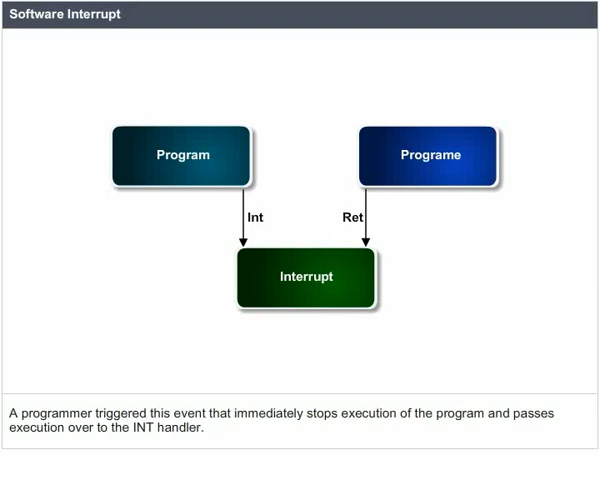 Software Interrupt
Program
Programe
Int
Ret
Interrupt
A programmer triggered this event that immediately stops execution of the program and passes
execution over to the INT handler.